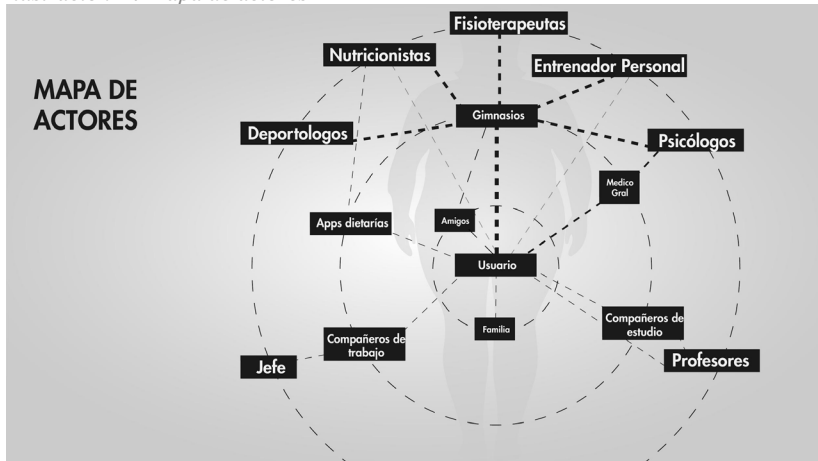 Fisioterapeutas
Nutricionistas
Entrenador Personal
MAPA DE
ACTORES
Gimnasios
Deportologos
Psicólogos
Medico
Gral
Apps dietarías
Amigos
Usuario
Familia
Compañeros de
estudio
Compañeros de
trabajo
Jefe
Profesores